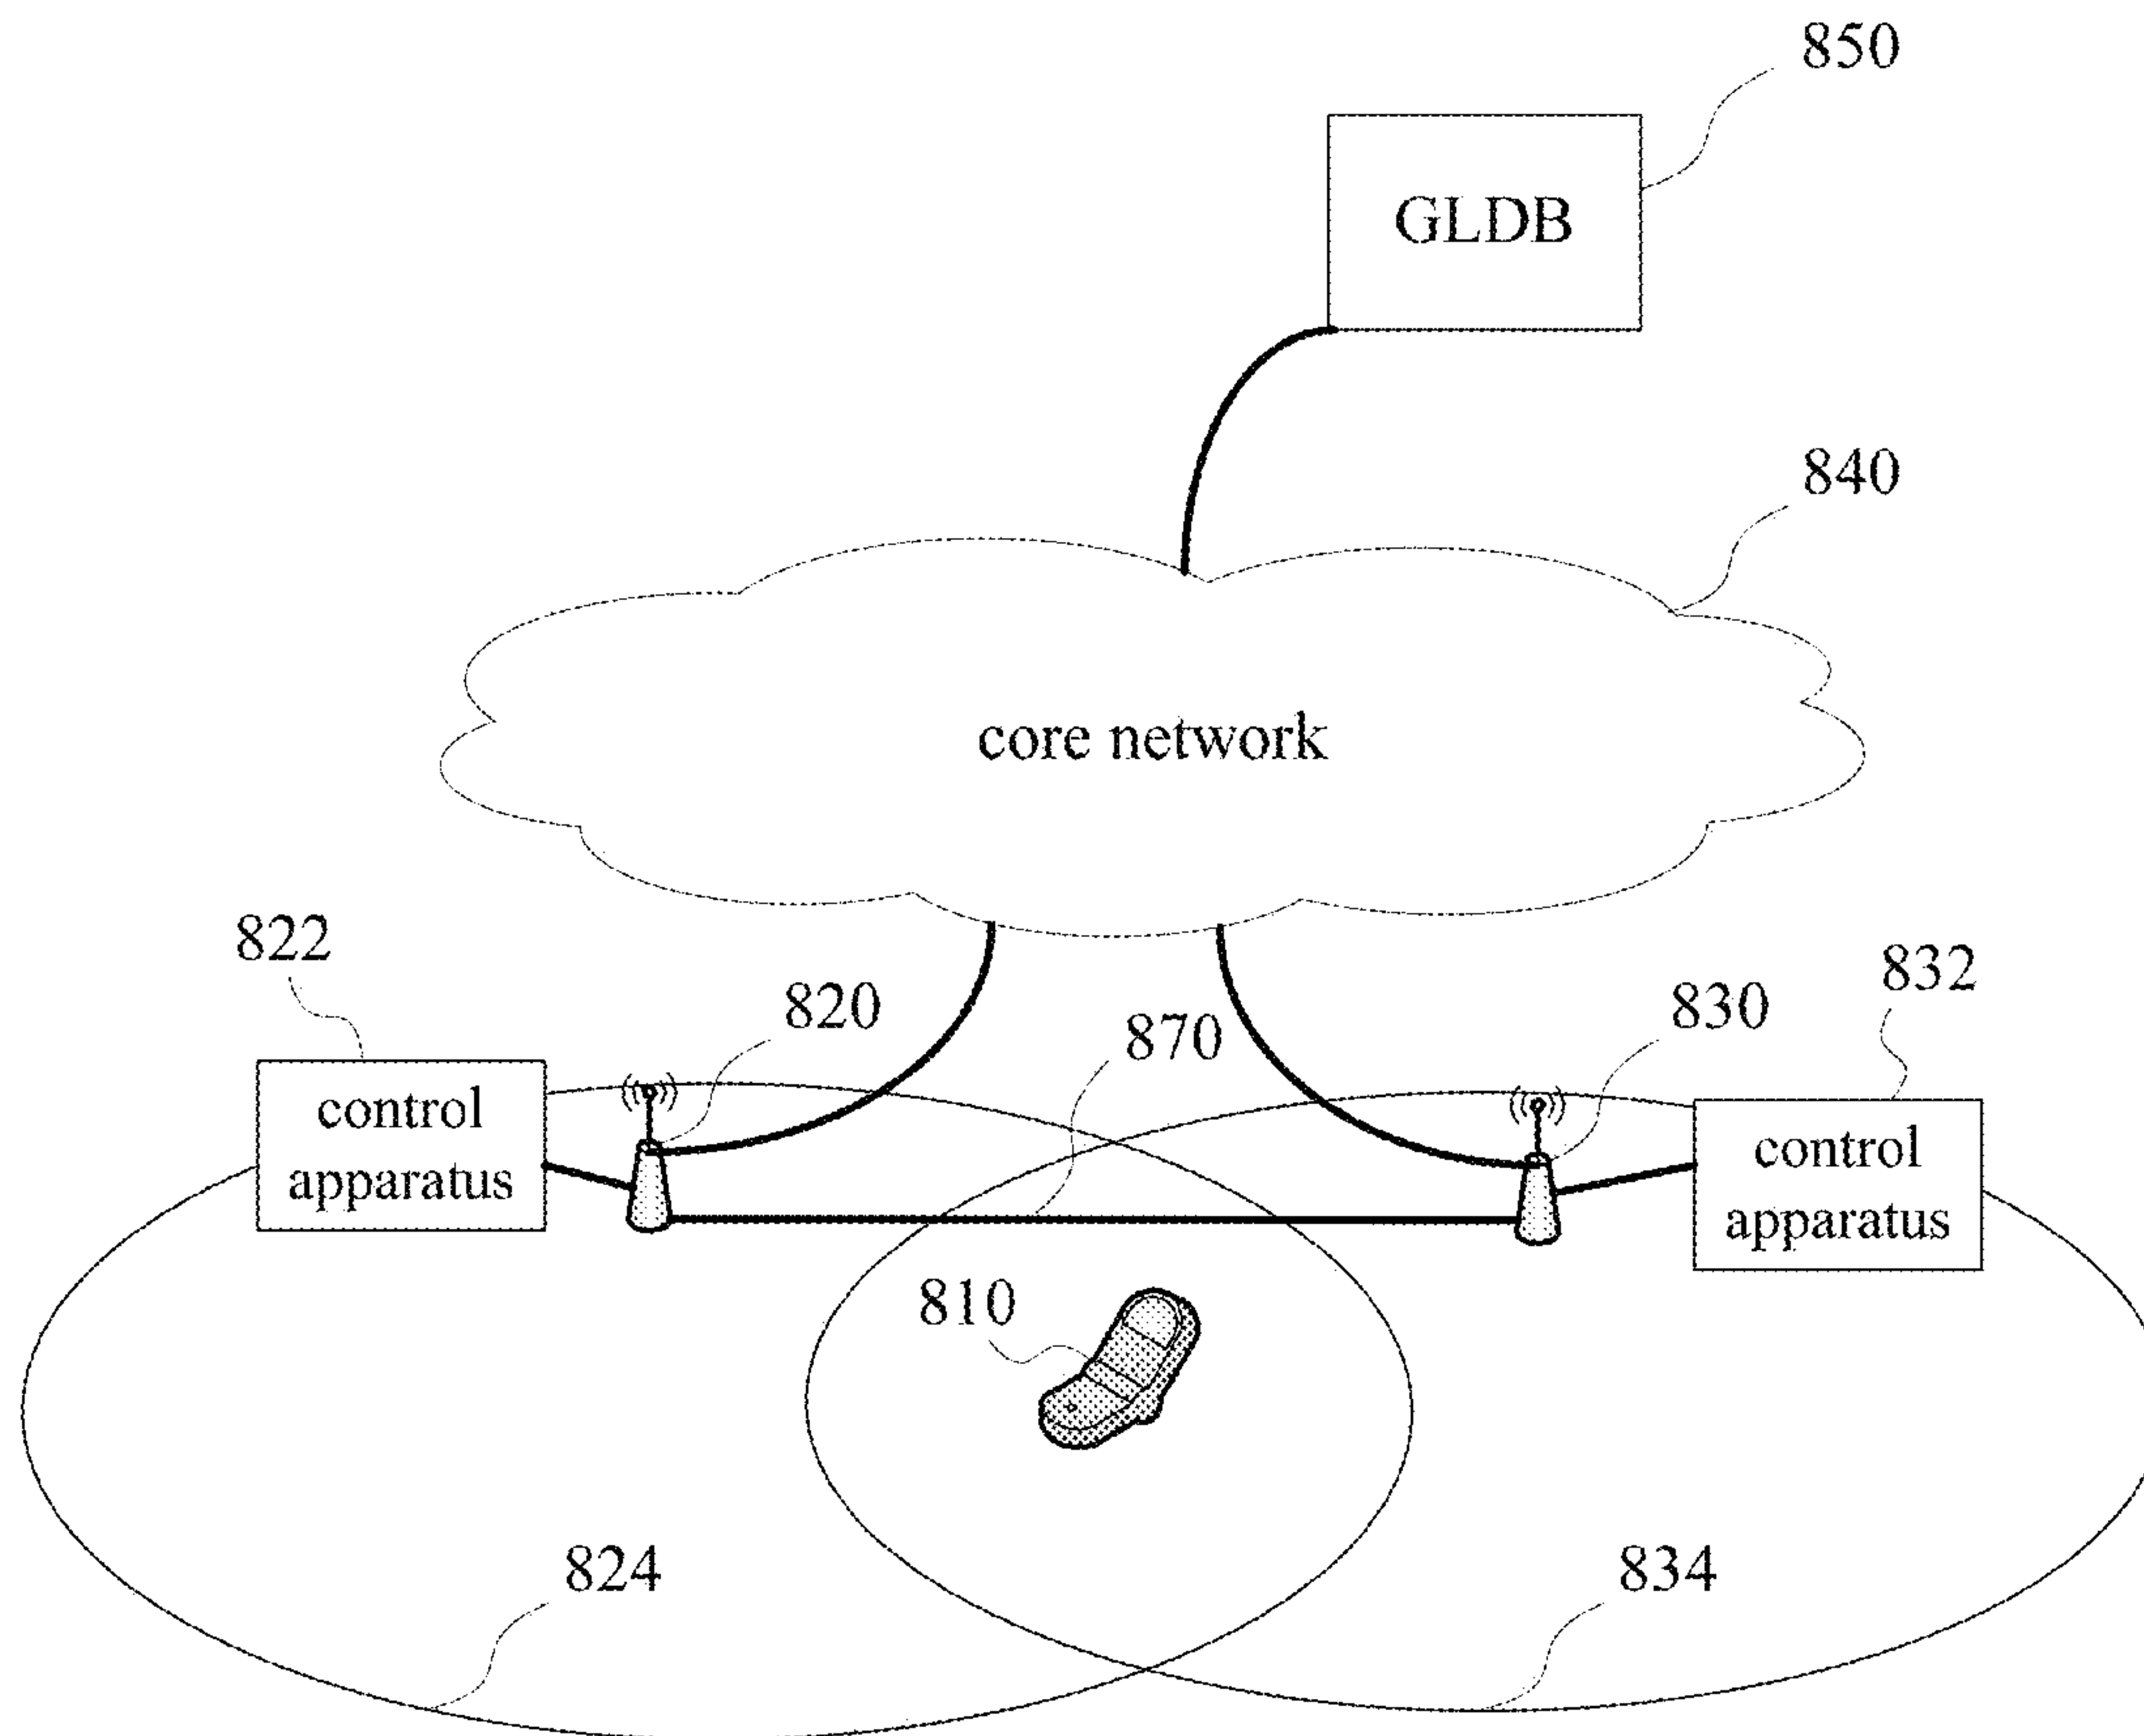 850
GLDB
840
core network
822
820
870
830
832
control
apparatus
control
apparatus
810
824
834